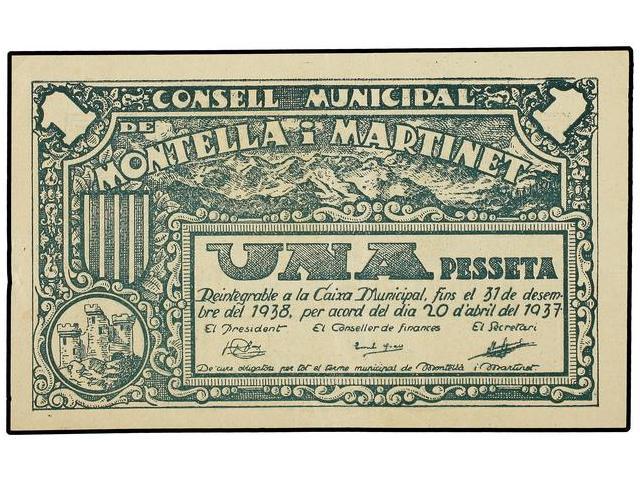 1 CONSELL MUNICIPAL 1
DE
MONTELLÀ i MARTINET
UNA PESSETA
Reintegrable a la Caixa Municipal, fins el 31 de desem-
bre del 1938, per acord del dia 20 d'abril del 1937.
El President El Conseller de finances El Secretari
De curs obligatori per tot el terme municipal de Montellà i Martinet.